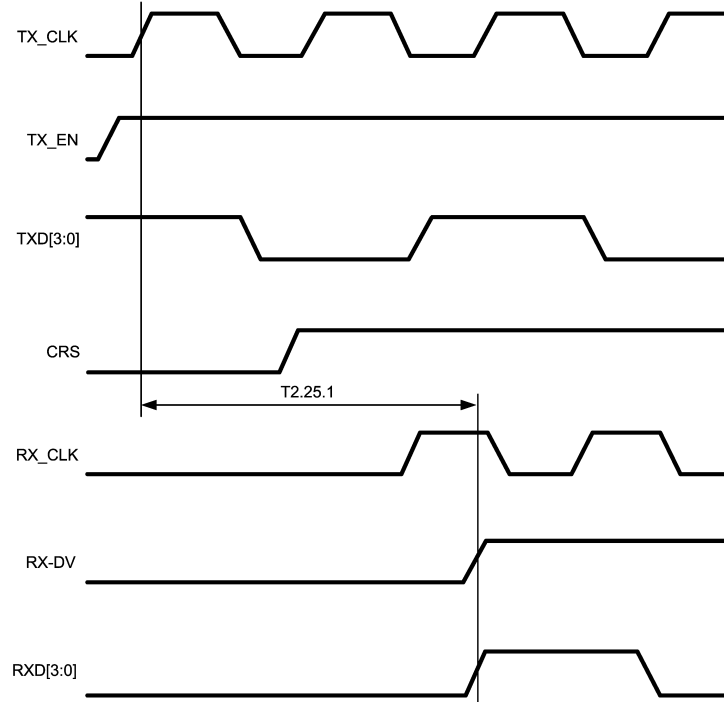 TX_CLK
TX_EN
TXD[3:0]
CRS
T2.25.1
RX_CLK
RX-DV
RXD[3:0]